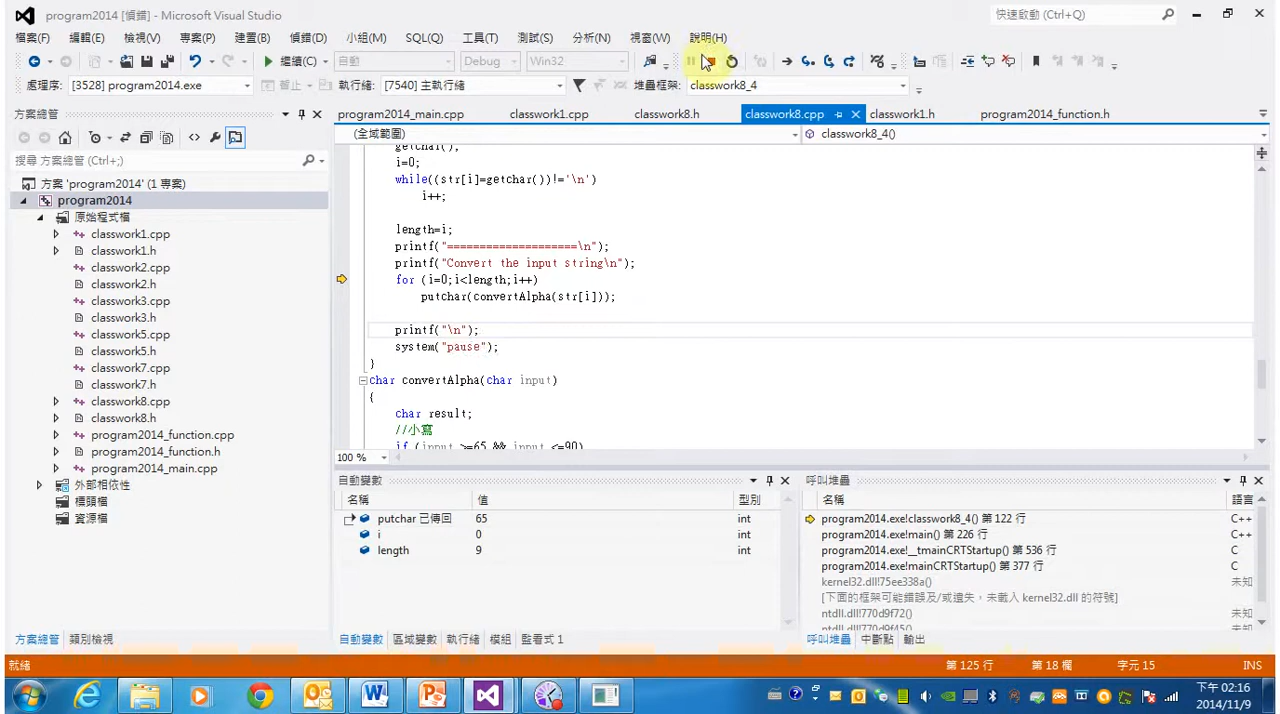 program2014 [偵錯] - Microsoft Visual Studio
快速啟動 (Ctrl+Q)
檔案(F) 編輯(E) 檢視(V) 專案(P) 建置(B) 偵錯(D) 小組(M) SQL(Q) 工具(T) 測試(S) 分析(N) 視窗(W) 說明(H)
繼續(C) 自動 Debug Win32
處理序: [3528] program2014.exe 暫止 執行緒: [7540] 主執行緒 堆疊框架: classwork8_4
方案總管
program2014_main.cpp classwork1.cpp classwork8.h classwork8.cpp classwork1.h program2014_function.h
(全域範圍) classwork8_4()
搜尋 方案總管 (Ctrl+;)
方案 'program2014' (1 專案)
program2014
原始程式檔
classwork1.cpp
classwork1.h
classwork2.cpp
classwork2.h
classwork3.cpp
classwork3.h
classwork5.cpp
classwork5.h
classwork7.cpp
classwork7.h
classwork8.cpp
classwork8.h
program2014_function.cpp
program2014_function.h
program2014_main.cpp
外部相依性
標頭檔
資源檔
方案總管 類別檢視
getchar();
i=0;
while((str[i]=getchar())!='\n')
i++;
length=i;
printf("====================\n");
printf("Convert the input string\n");
for (i=0;i<length;i++)
putchar(convertAlpha(str[i]));
printf("\n");
system("pause");
}
char convertAlpha(char input)
{
char result;
//小寫
if (input >=65 && input <=90)
100 %
自動變數
名稱 值 型別
putchar 已傳回 65 int
i 0 int
length 9 int
自動變數 區域變數 執行緒 模組 監看式 1
呼叫堆疊
名稱 語言
program2014.exe!classwork8_4() 第 122 行 C++
program2014.exe!main() 第 226 行 C++
program2014.exe!__tmainCRTStartup() 第 536 行 C
program2014.exe!mainCRTStartup() 第 377 行 C
kernel32.dll!75ee338a() 未知
[下面的框架可能錯誤及/或遺失，未載入 kernel32.dll 的符號]
ntdll.dll!770d9f72() 未知
ntdll.dll!770d9f45() 未知
呼叫堆疊 中斷點 輸出
就緒 第 125 行 第 18 欄 字元 15 INS
下午 02:16
2014/11/9